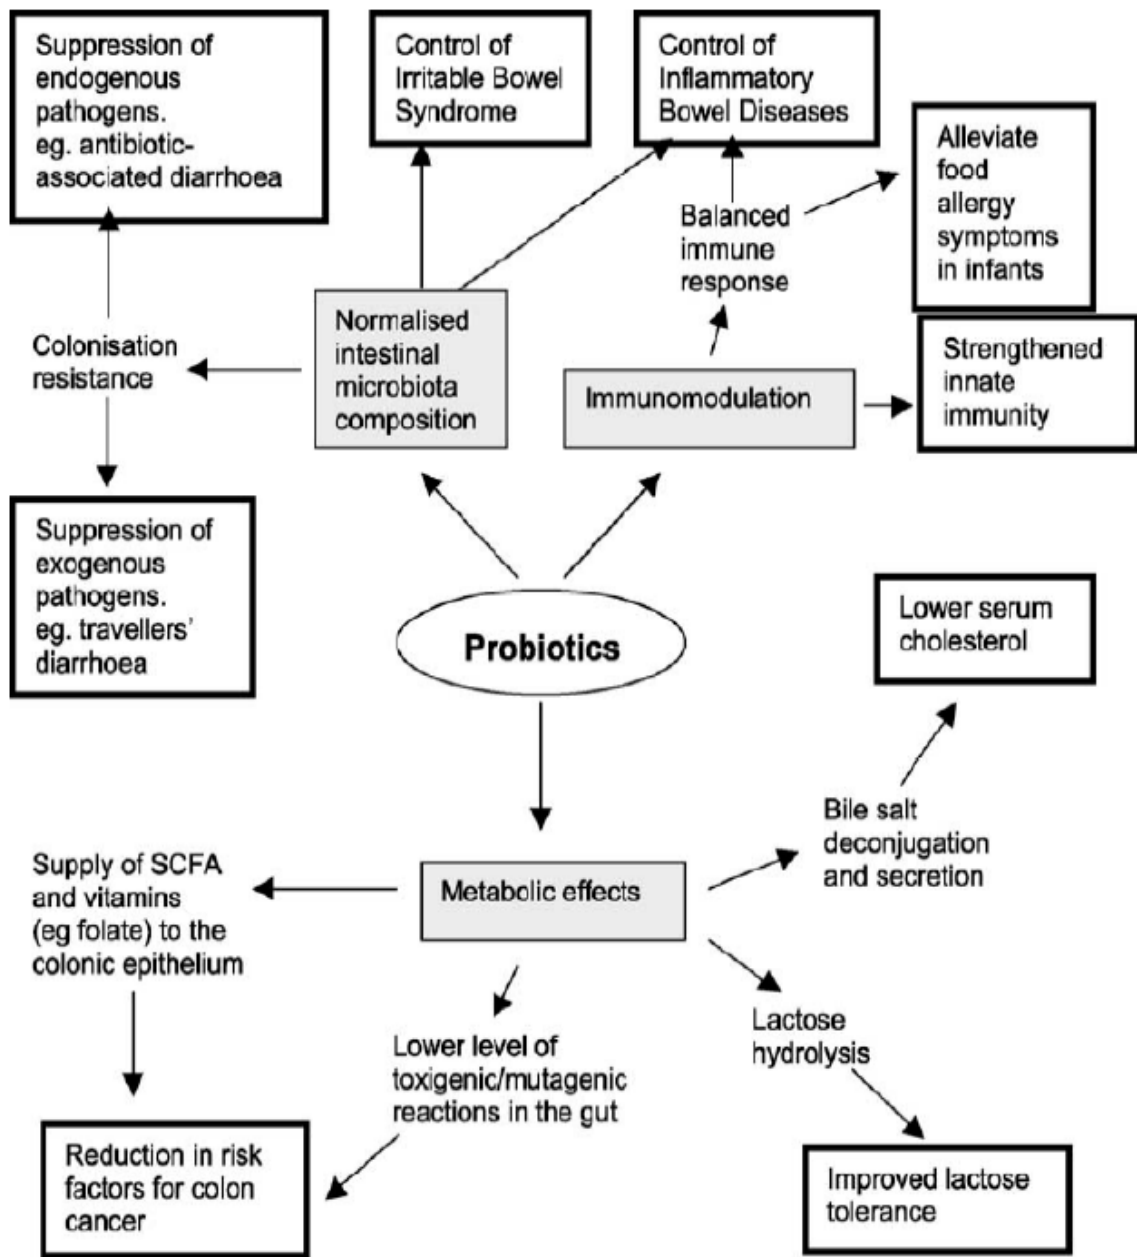 Suppression of
endogenous
pathogens.
eg. antibiotic-
associated diarrhoea
Control of
Irritable Bowel
Syndrome
Control of
Inflammatory
Bowel Diseases
Alleviate
food
allergy
symptoms
in infants
Balanced
immune
response
Colonisation
resistance
Normalised
intestinal
microbiota
composition
Immunomodulation
Strengthened
innate
immunity
Suppression of
exogenous
pathogens.
eg. travellers'
diarrhoea
Probiotics
Lower serum
cholesterol
Bile salt
deconjugation
and secretion
Supply of SCFA
and vitamins
(eg folate) to the
colonic epithelium
Metabolic effects
Lower level of
toxigenic/mutagenic
reactions in the gut
Lactose
hydrolysis
Reduction in risk
factors for colon
cancer
Improved lactose
tolerance